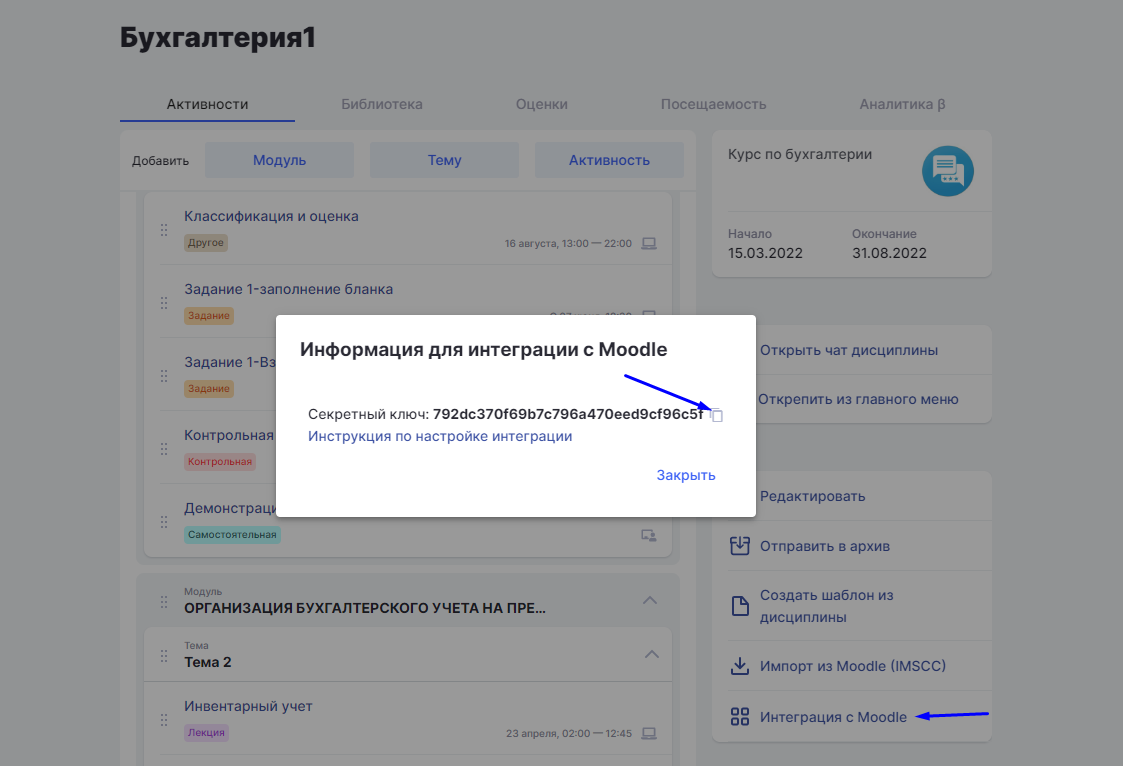 Бухгалтерия1
Активности
Библиотека
Оценки
Посещаемость
Аналитика β
Добавить
Модуль
Тему
Активность
Классификация и оценка
Другое
16 августа, 13:00 — 22:00
Задание 1-заполнение бланка
Задание
Задание 1-Вз
Задание
Контрольная
Контрольная
Демонстраци
Самостоятельная
Модуль
ОРГАНИЗАЦИЯ БУХГАЛТЕРСКОГО УЧЕТА НА ПРЕ...
Тема
Тема 2
Инвентарный учет
Лекция
23 апреля, 02:00 — 12:45
Информация для интеграции с Moodle
Секретный ключ: 792dc370f69b7c796a470eed9cf96c5f
Инструкция по настройке интеграции
Закрыть
Курс по бухгалтерии
Начало
15.03.2022
Окончание
31.08.2022
Открыть чат дисциплины
Открепить из главного меню
Редактировать
Отправить в архив
Создать шаблон из
дисциплины
Импорт из Moodle (IMSCC)
Интеграция с Moodle